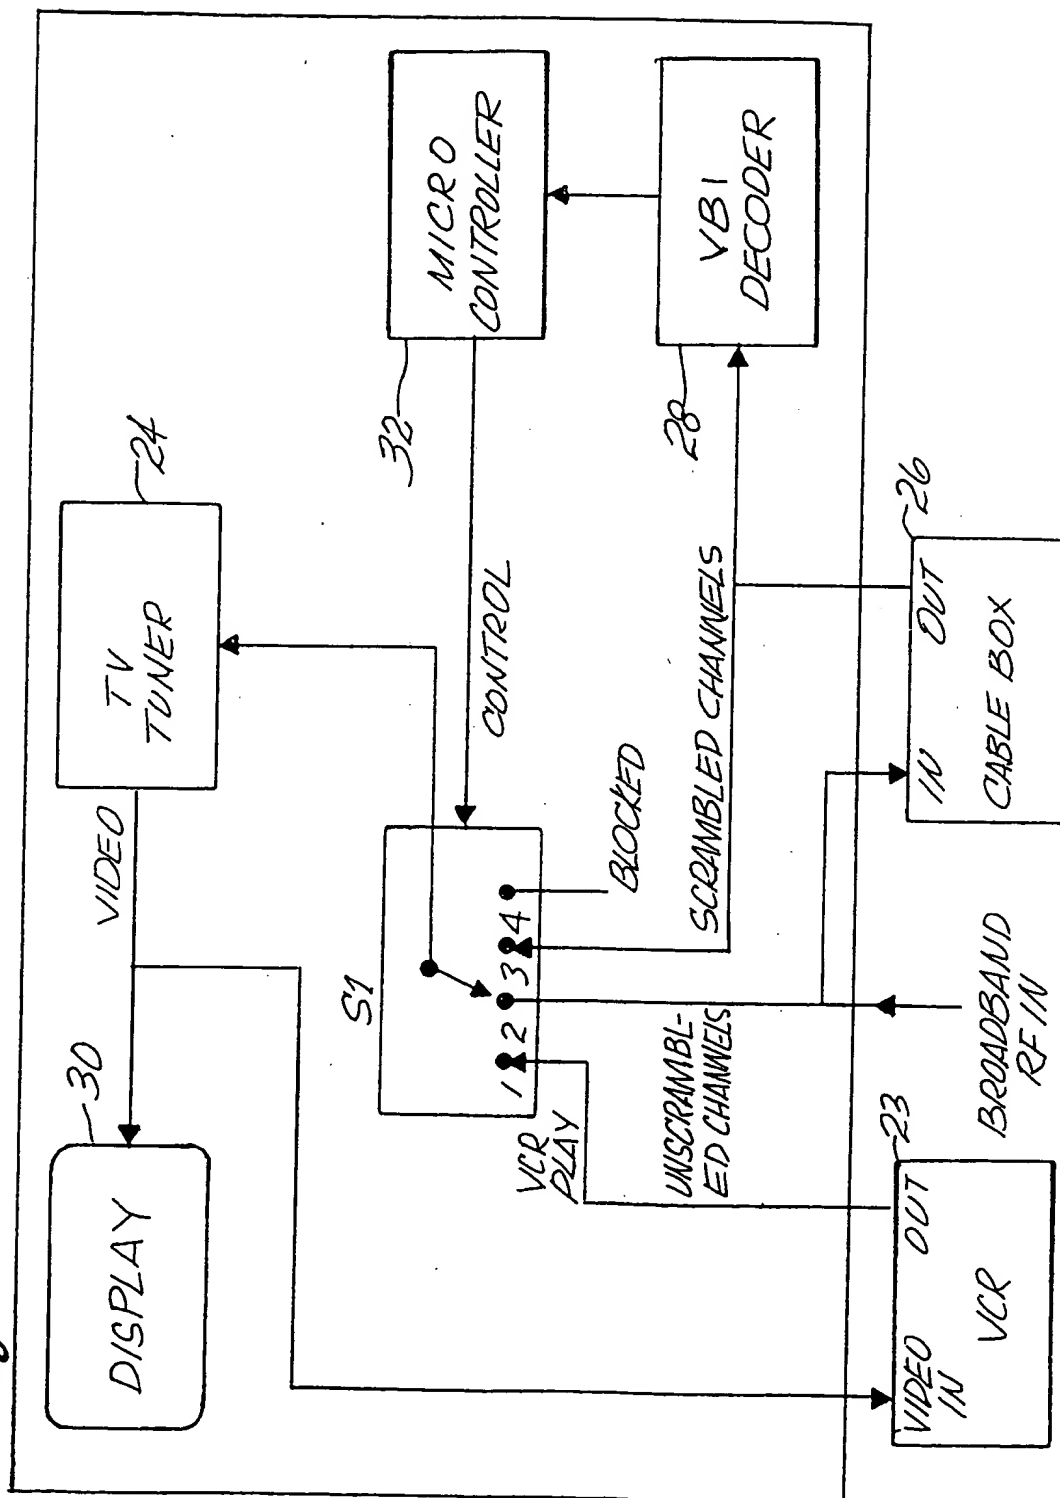 DISPLAY
30
VIDEO
TV
TUNER
24
S1
1 2 3 4
CONTROL
MICRO
CONTROLLER
32
VBI
DECODER
28
VCR
PLAY
UNSCRAMBL-
ED CHANNELS
BLOCKED
SCRAMBLED CHANNELS
VIDEO
IN
OUT
VCR
23
BROADBAND
RF IN
IN
OUT
CABLE BOX
26